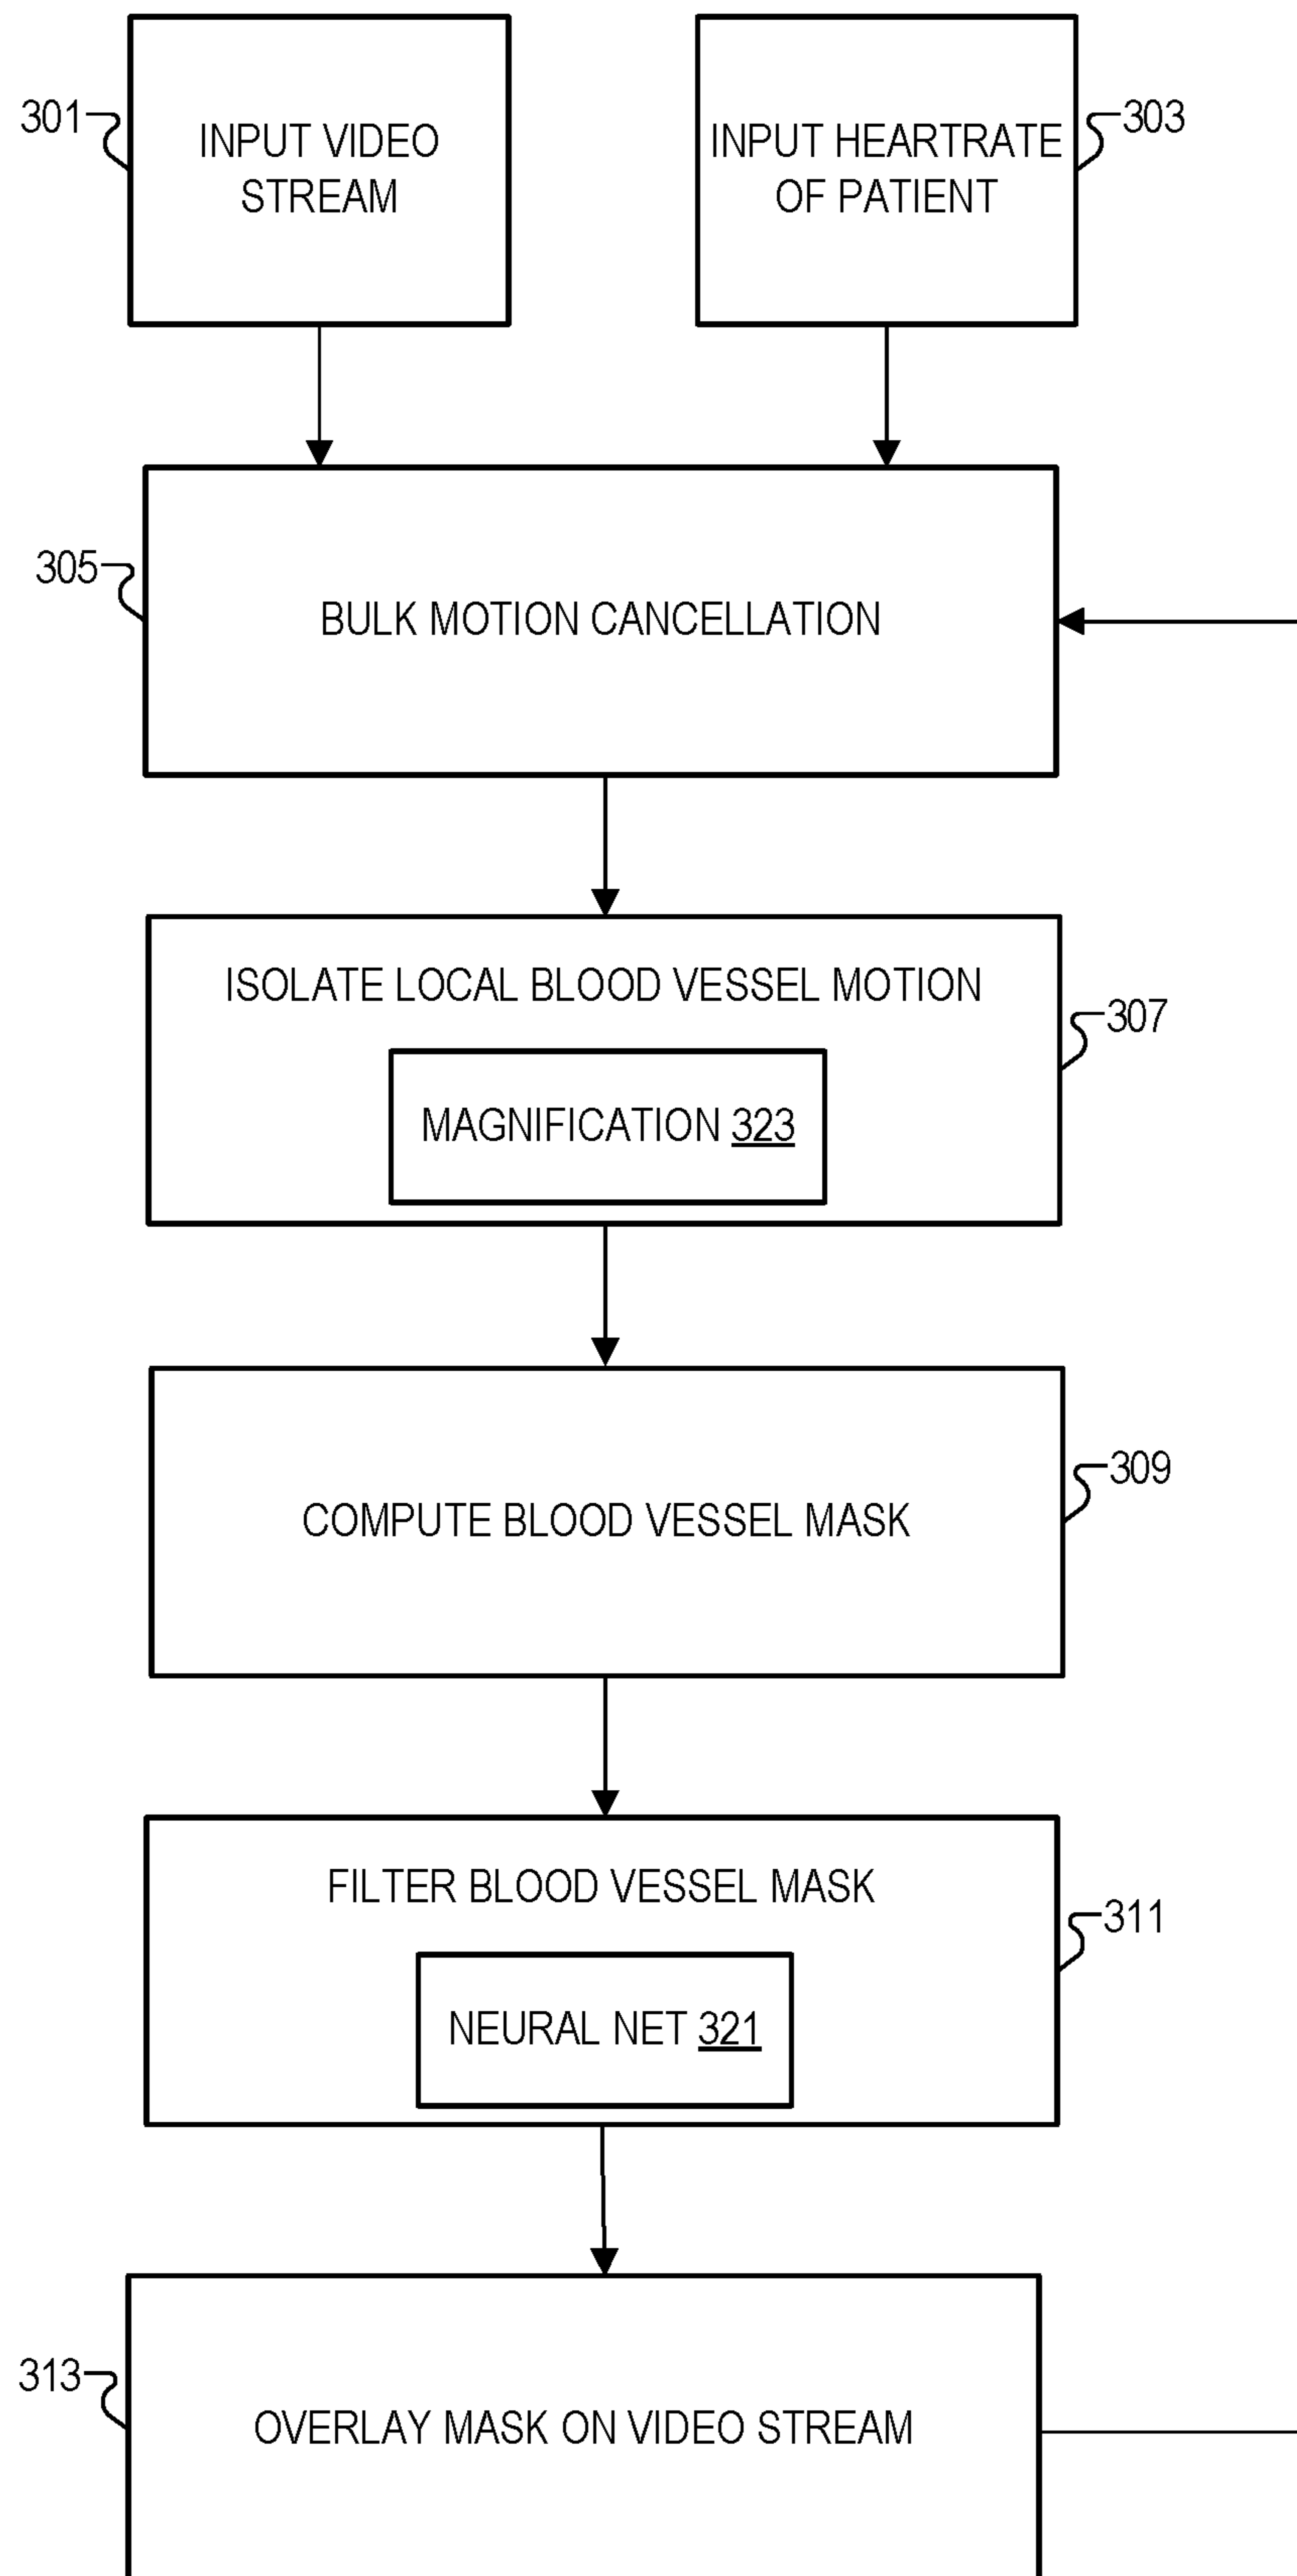 301
INPUT VIDEO
STREAM
INPUT HEARTRATE
OF PATIENT
303
305
BULK MOTION CANCELLATION
ISOLATE LOCAL BLOOD VESSEL MOTION
307
MAGNIFICATION 323
309
COMPUTE BLOOD VESSEL MASK
FILTER BLOOD VESSEL MASK
311
NEURAL NET 321
313
OVERLAY MASK ON VIDEO STREAM